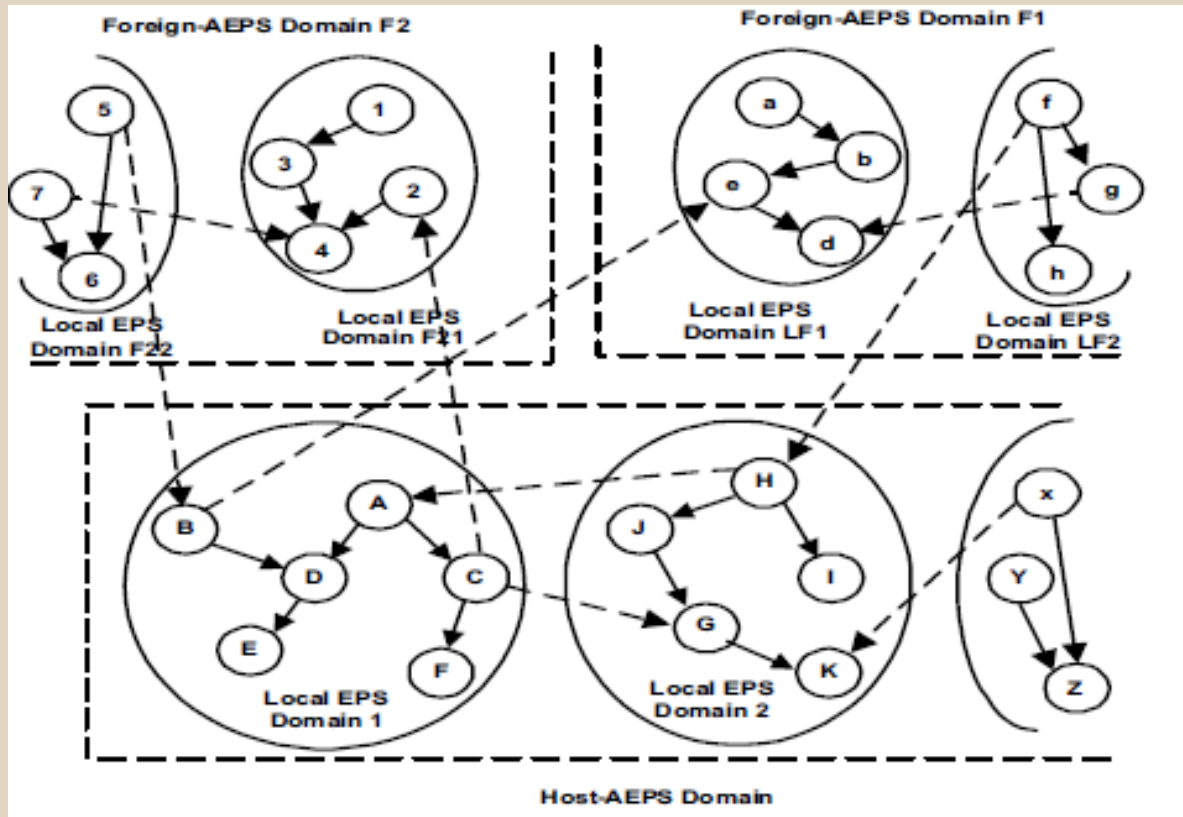 Foreign-AEPS Domain F2
Foreign-AEPS Domain F1
5
7
6
1
3
2
4
Local EPS
Domain F22
Local EPS
Domain F21
a
b
e
d
f
g
h
Local EPS
Domain LF1
Local EPS
Domain LF2
B
A
D
C
E
F
Local EPS
Domain 1
H
J
I
G
K
Local EPS
Domain 2
x
Y
Z
Host-AEPS Domain